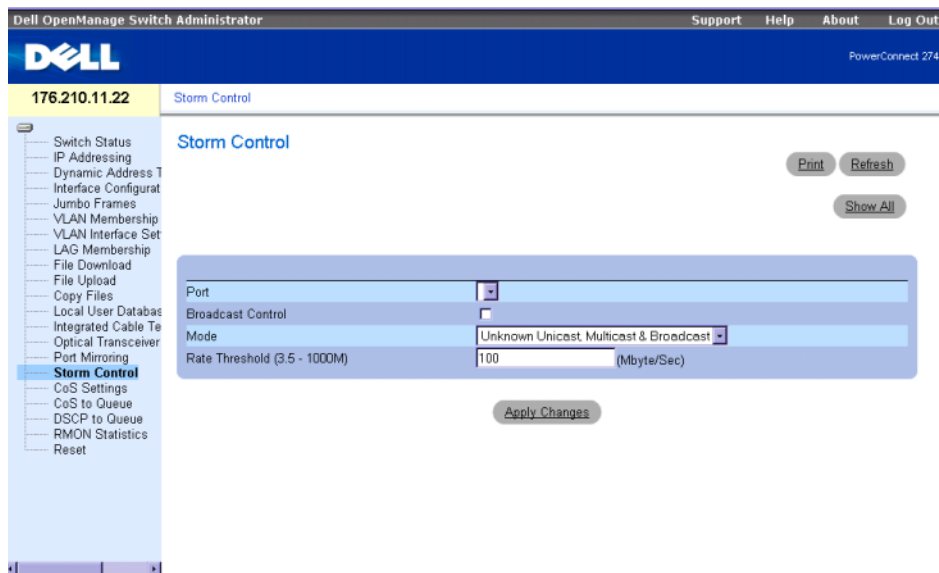 Dell OpenManage Switch Administrator
Support Help About Log Out
DELL
PowerConnect 274
176.210.11.22
Storm Control
Switch Status
IP Addressing
Dynamic Address T
Interface Configurat
Jumbo Frames
VLAN Membership
VLAN Interface Set
LAG Membership
File Download
File Upload
Copy Files
Local User Databas
Integrated Cable Te
Optical Transceiver
Port Mirroring
Storm Control
CoS Settings
CoS to Queue
DSCP to Queue
RMON Statistics
Reset
Storm Control
Print Refresh
Show All
Port
Broadcast Control
Mode Unknown Unicast, Multicast & Broadcast
Rate Threshold (3.5 - 1000M) 100 (Mbyte/Sec)
Apply Changes